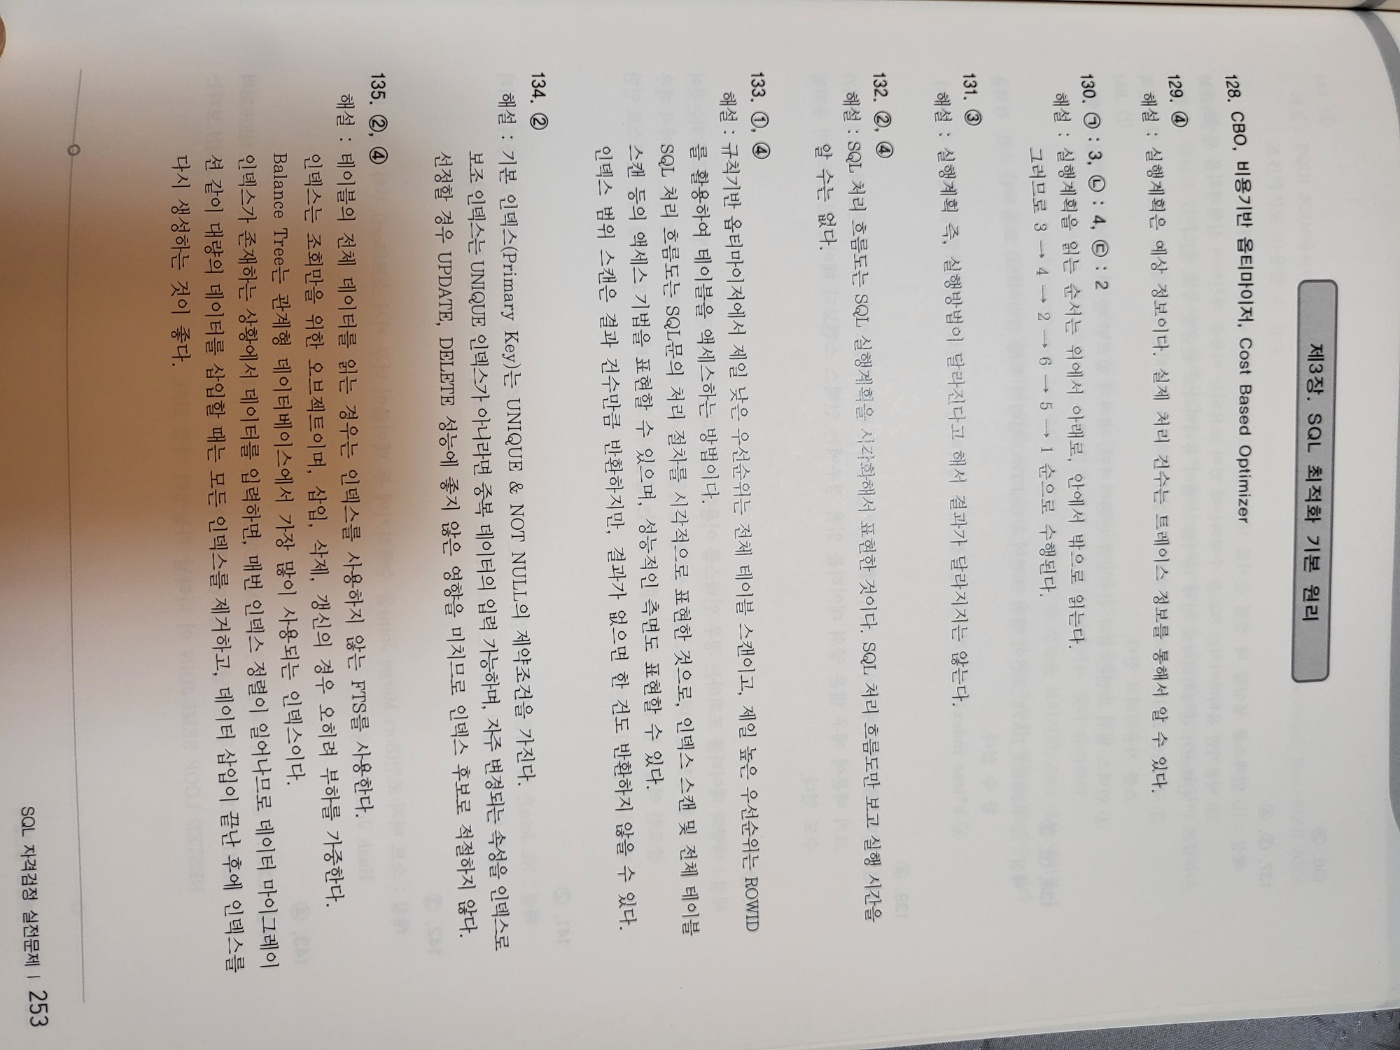 제3장. SQL 최적화 기본 원리
128. CBO, 비용기반 옵티마이저, Cost Based Optimizer
129. ④
해설 : 실행계획은 예상 정보이다. 실제 처리 건수는 트레이스 정보를 통해서 알 수 있다.
130. ㉠ : 3, ㉡ : 4, ㉢ : 2
해설 : 실행계획을 읽는 순서는 위에서 아래로, 안에서 밖으로 읽는다.
그러므로 3 → 4 → 2 → 6 → 5 → 1 순으로 수행된다.
131. ③
해설 : 실행계획 즉, 실행방법이 달라진다고 해서 결과가 달라지지는 않는다.
132. ②, ④
해설 : SQL 처리 흐름도는 SQL 실행계획을 시각화해서 표현한 것이다. SQL 처리 흐름도만 보고 실행 시간을
알 수는 없다.
133. ①, ④
해설 : 규칙기반 옵티마이저에서 제일 낮은 우선순위는 전체 테이블 스캔이고, 제일 높은 우선순위는 ROWID
를 활용하여 테이블을 액세스하는 방법이다.
SQL 처리 흐름도는 SQL문의 처리 절차를 시각적으로 표현한 것으로, 인덱스 스캔 및 전체 테이블
스캔 등의 액세스 기법을 표현할 수 있으며, 성능적인 측면도 표현할 수 있다.
인덱스 범위 스캔은 결과 건수만큼 반환하지만, 결과가 없으면 한 건도 반환하지 않을 수 있다.
134. ②
해설 : 기본 인덱스(Primary Key)는 UNIQUE & NOT NULL의 제약조건을 가진다.
보조 인덱스는 UNIQUE 인덱스가 아니라면 중복 데이터의 입력 가능하며, 자주 변경되는 속성을 인덱스로
선정할 경우 UPDATE, DELETE 성능에 좋지 않은 영향을 미치므로 인덱스 후보로 적절하지 않다.
135. ②, ④
해설 : 테이블의 전체 데이터를 읽는 경우는 인덱스를 사용하지 않는 FTS를 사용한다.
인덱스는 조회만을 위한 오브젝트이며, 삽입, 삭제, 갱신의 경우 오히려 부하를 가중한다.
Balance Tree는 관계형 데이터베이스에서 가장 많이 사용되는 인덱스이다.
인덱스가 존재하는 상황에서 데이터를 입력하면, 매번 인덱스 정렬이 일어나므로 데이터 마이그레이
션 같이 대량의 데이터를 삽입할 때는 모든 인덱스를 제거하고, 데이터 삽입이 끝난 후에 인덱스를
다시 생성하는 것이 좋다.
SQL 자격검정 실전문제 | 253